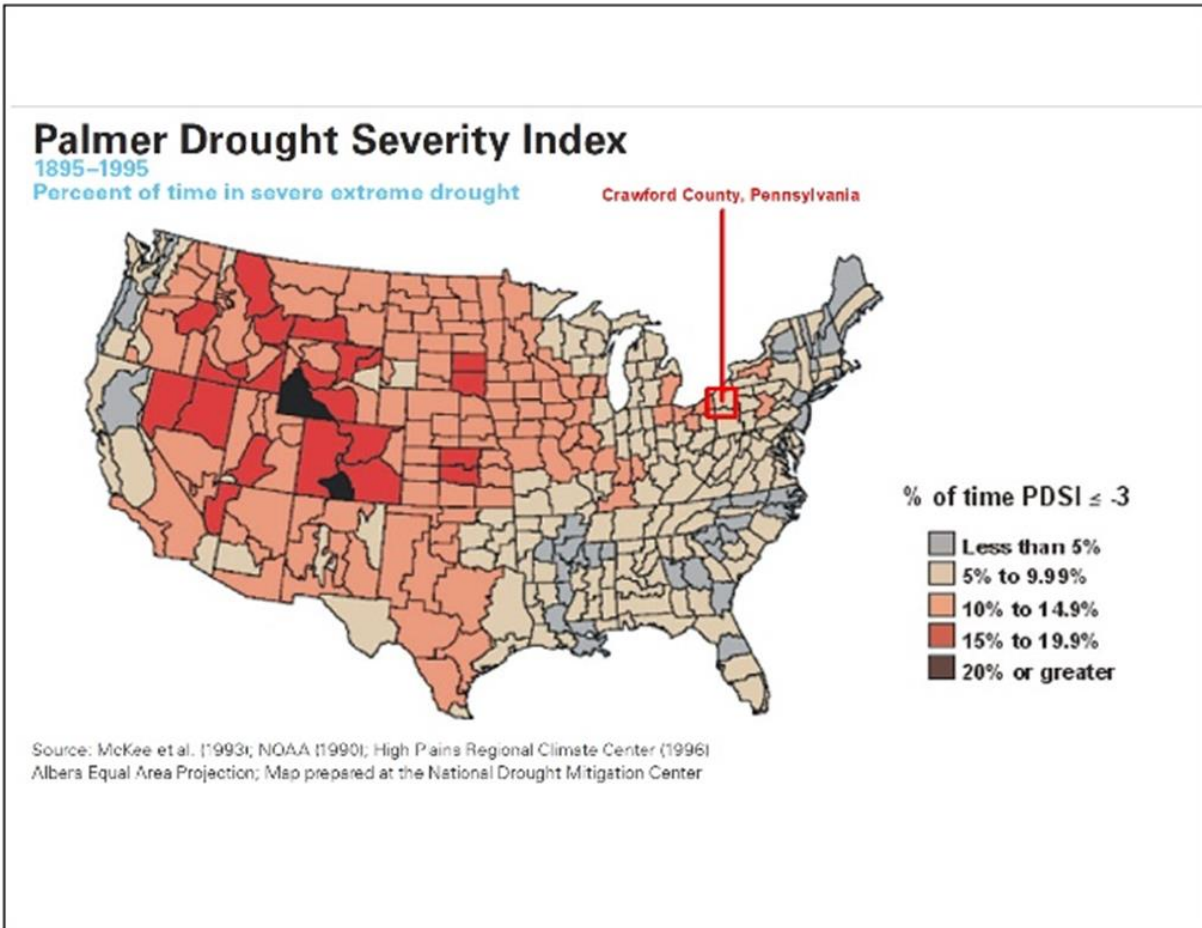 Palmer Drought Severity Index
1895–1995
Perceent of time in severe extreme drought
Crawford County, Pennsylvania
% of time PDSI ≤ -3
Less than 5%
5% to 9.99%
10% to 14.9%
15% to 19.9%
20% or greater
Source: McKee et al. (1993); NOAA (1990); High Plains Regional Climate Center (1996)
Albers Equal Area Projection; Map prepared at the National Drought Mitigation Center